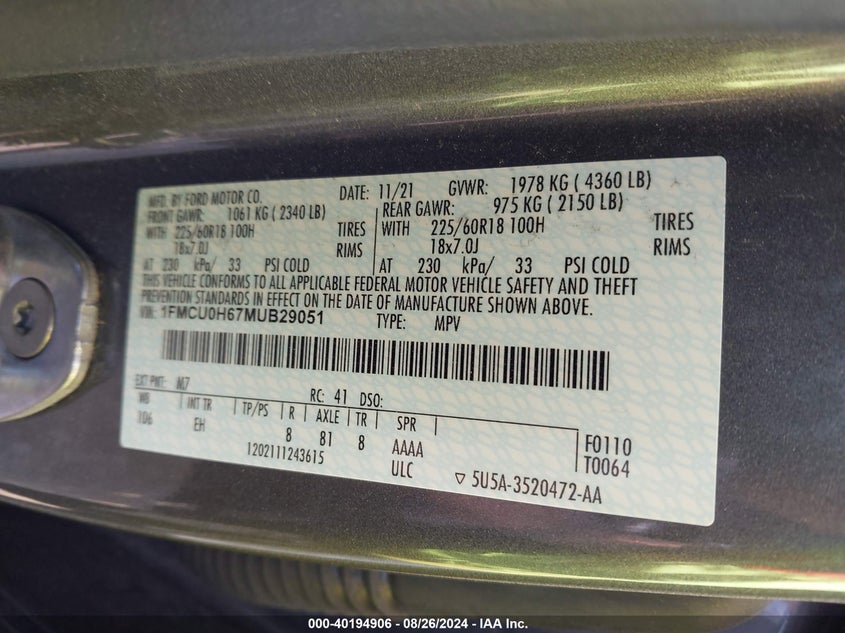 MFD. BY FORD MOTOR CO. DATE: 11/21 GVWR: 1978 KG ( 4360 LB)
FRONT GAWR: 1061 KG ( 2340 LB) REAR GAWR: 975 KG ( 2150 LB)
WITH 225/60R18 100H TIRES WITH 225/60R18 100H TIRES
18x7.0J RIMS 18x7.0J RIMS
AT 230 kPa/ 33 PSI COLD AT 230 kPa/ 33 PSI COLD
THIS VEHICLE CONFORMS TO ALL APPLICABLE FEDERAL MOTOR VEHICLE SAFETY AND THEFT
PREVENTION STANDARDS IN EFFECT ON THE DATE OF MANUFACTURE SHOWN ABOVE.
VIN: 1FMCU0H67MUB29051 TYPE: MPV
EXT PNT: M7 RC: 41 DSO:
WB INT TR TP/PS R AXLE TR SPR
106 EH 8 81 8 AAAA F0110
1202111243615 ULC T0064
5U5A-3520472-AA
000-40194906 - 08/26/2024 - IAA Inc.